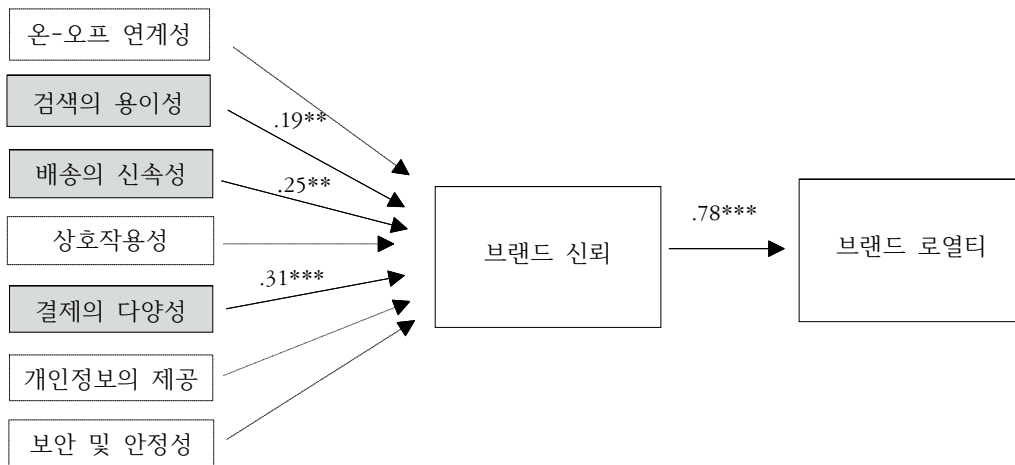 온-오프 연계성
검색의 용이성
.19**
배송의 신속성
.25**
.78***
상호작용성
브랜드 신뢰
브랜드 로열티
.31***
결제의 다양성
개인정보의 제공
보안 및 안정성